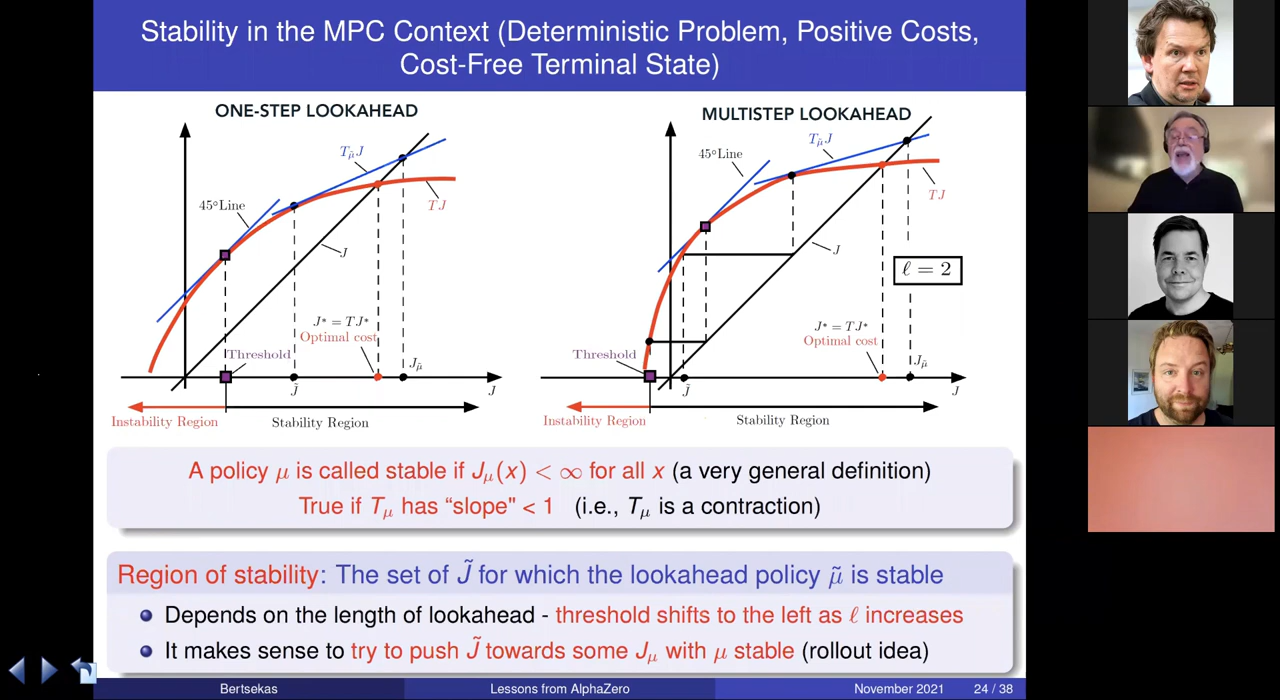 Stability in the MPC Context (Deterministic Problem, Positive Costs,
Cost-Free Terminal State)
ONE-STEP LOOKAHEAD
T_μ̃ J
45°Line
TJ
J
J* = TJ*
Optimal cost
Threshold
J_μ̃
J̃
J
Instability Region
Stability Region
MULTISTEP LOOKAHEAD
T_μ̃ J
45°Line
TJ
J
ℓ = 2
J* = TJ*
Optimal cost
Threshold
J_μ̃
J̃
J
Instability Region
Stability Region
A policy μ is called stable if J_μ(x) < ∞ for all x (a very general definition)
True if T_μ has “slope" < 1 (i.e., T_μ is a contraction)
Region of stability: The set of J̃ for which the lookahead policy μ̃ is stable
Depends on the length of lookahead - threshold shifts to the left as ℓ increases
It makes sense to try to push J̃ towards some J_μ with μ stable (rollout idea)
Bertsekas
Lessons from AlphaZero
November 2021
24 / 38